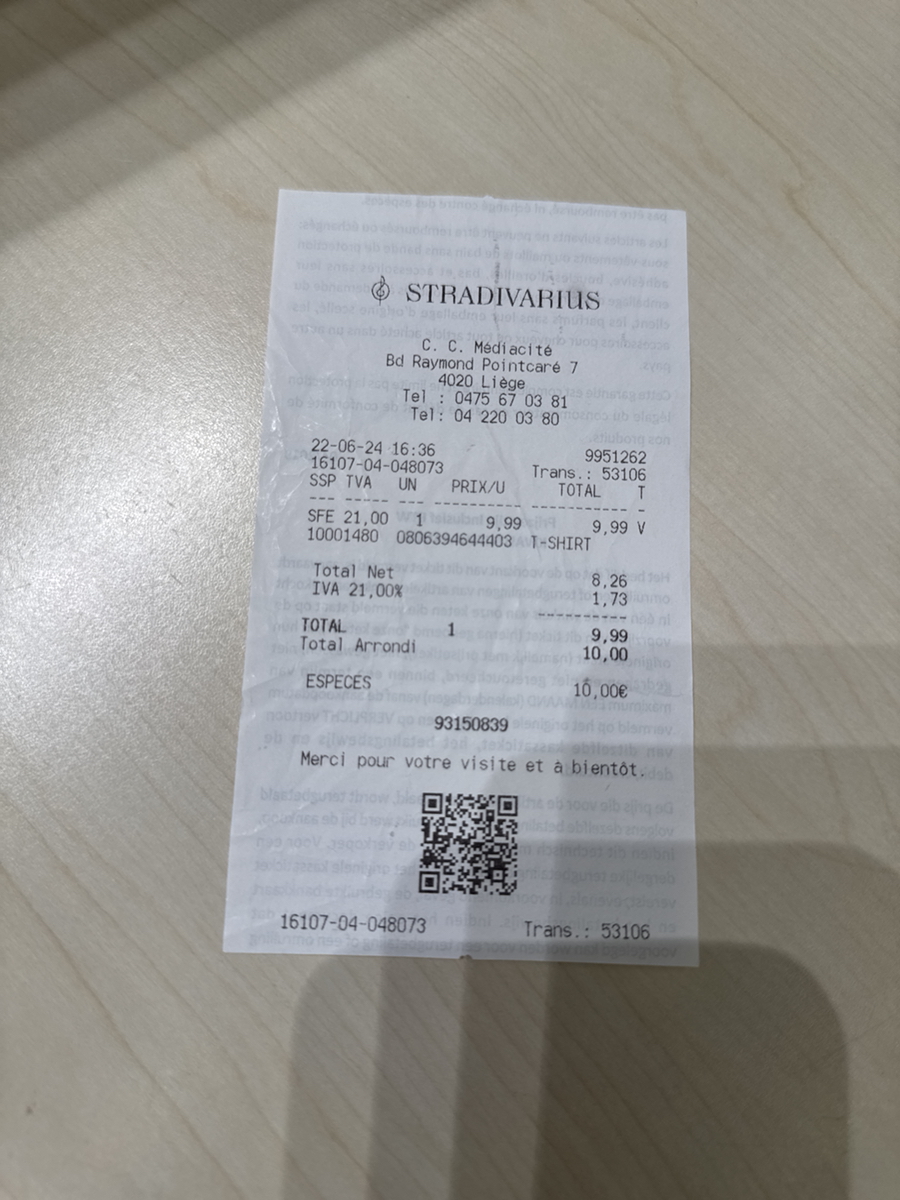 STRADIVARIUS
C. C. Médiacité
Bd Raymond Pointcaré 7
4020 Liège
Tel : 0475 67 03 81
Tel: 04 220 03 80
22-06-24 16:36 9951262
16107-04-048073 Trans.: 53106
SSP TVA UN PRIX/U TOTAL T
--- ----- --- ---------- ----------- -
SFE 21,00 1 9,99 9,99 V
10001480 0806394644403 T-SHIRT
Total Net 8,26
IVA 21,00% 1,73
----------
TOTAL 1 9,99
Total Arrondi 10,00
ESPECES 10,00€
93150839
Merci pour votre visite et à bientôt.
16107-04-048073 Trans.: 53106